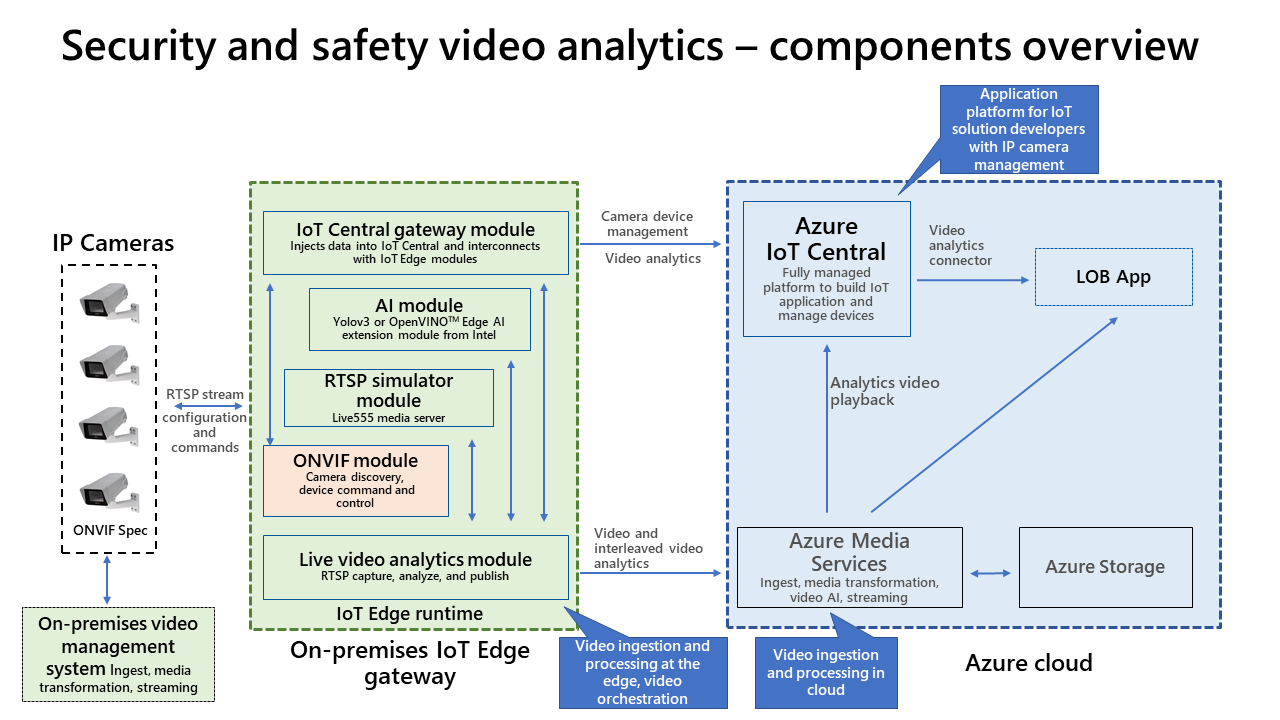 Security and safety video analytics – components overview
Application
platform for IoT
solution developers
with IP camera
management
IP Cameras
ONVIF Spec
RTSP stream
configuration
and
commands
On-premises video
management
system Ingest, media
transformation, streaming
IoT Central gateway module
Injects data into IoT Central and interconnects
with IoT Edge modules
AI module
Yolov3 or OpenVINO™ Edge AI
extension module from Intel
RTSP simulator
module
Live555 media server
ONVIF module
Camera discovery,
device command and
control
Live video analytics module
RTSP capture, analyze, and publish
IoT Edge runtime
On-premises IoT Edge
gateway
Camera device
management
Video analytics
Video and
interleaved video
analytics
Video ingestion and
processing at the
edge, video
orchestration
Azure
IoT Central
Fully managed
platform to build IoT
application and
manage devices
Video
analytics
connector
LOB App
Analytics video
playback
Azure Media
Services
Ingest, media transformation,
video AI, streaming
Azure Storage
Video ingestion
and processing in
cloud
Azure cloud